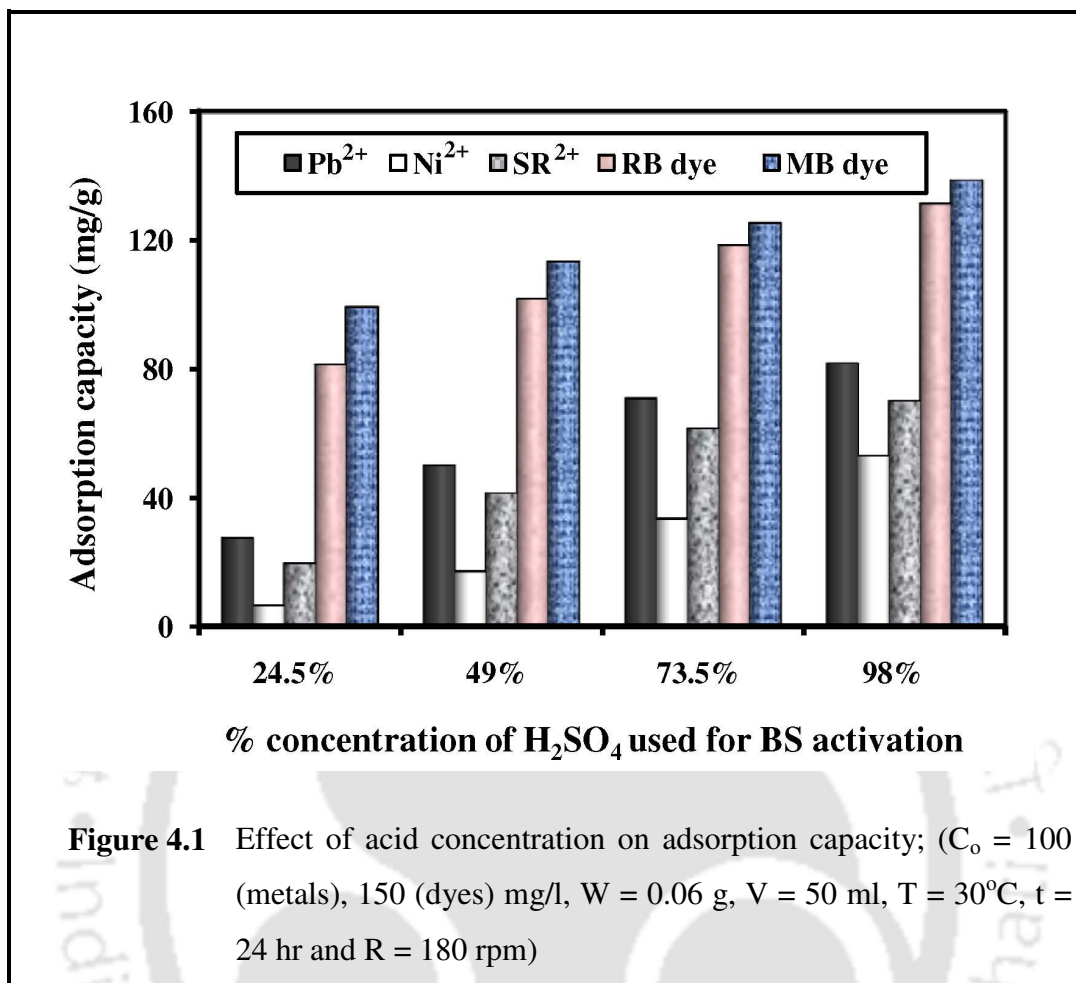 160
120
80
40
0
Adsorption capacity (mg/g)
Pb²⁺ Ni²⁺ SR²⁺ RB dye MB dye
24.5% 49% 73.5% 98%
% concentration of H₂SO₄ used for BS activation
Figure 4.1 Effect of acid concentration on adsorption capacity; (Cₒ = 100
(metals), 150 (dyes) mg/l, W = 0.06 g, V = 50 ml, T = 30°C, t =
24 hr and R = 180 rpm)